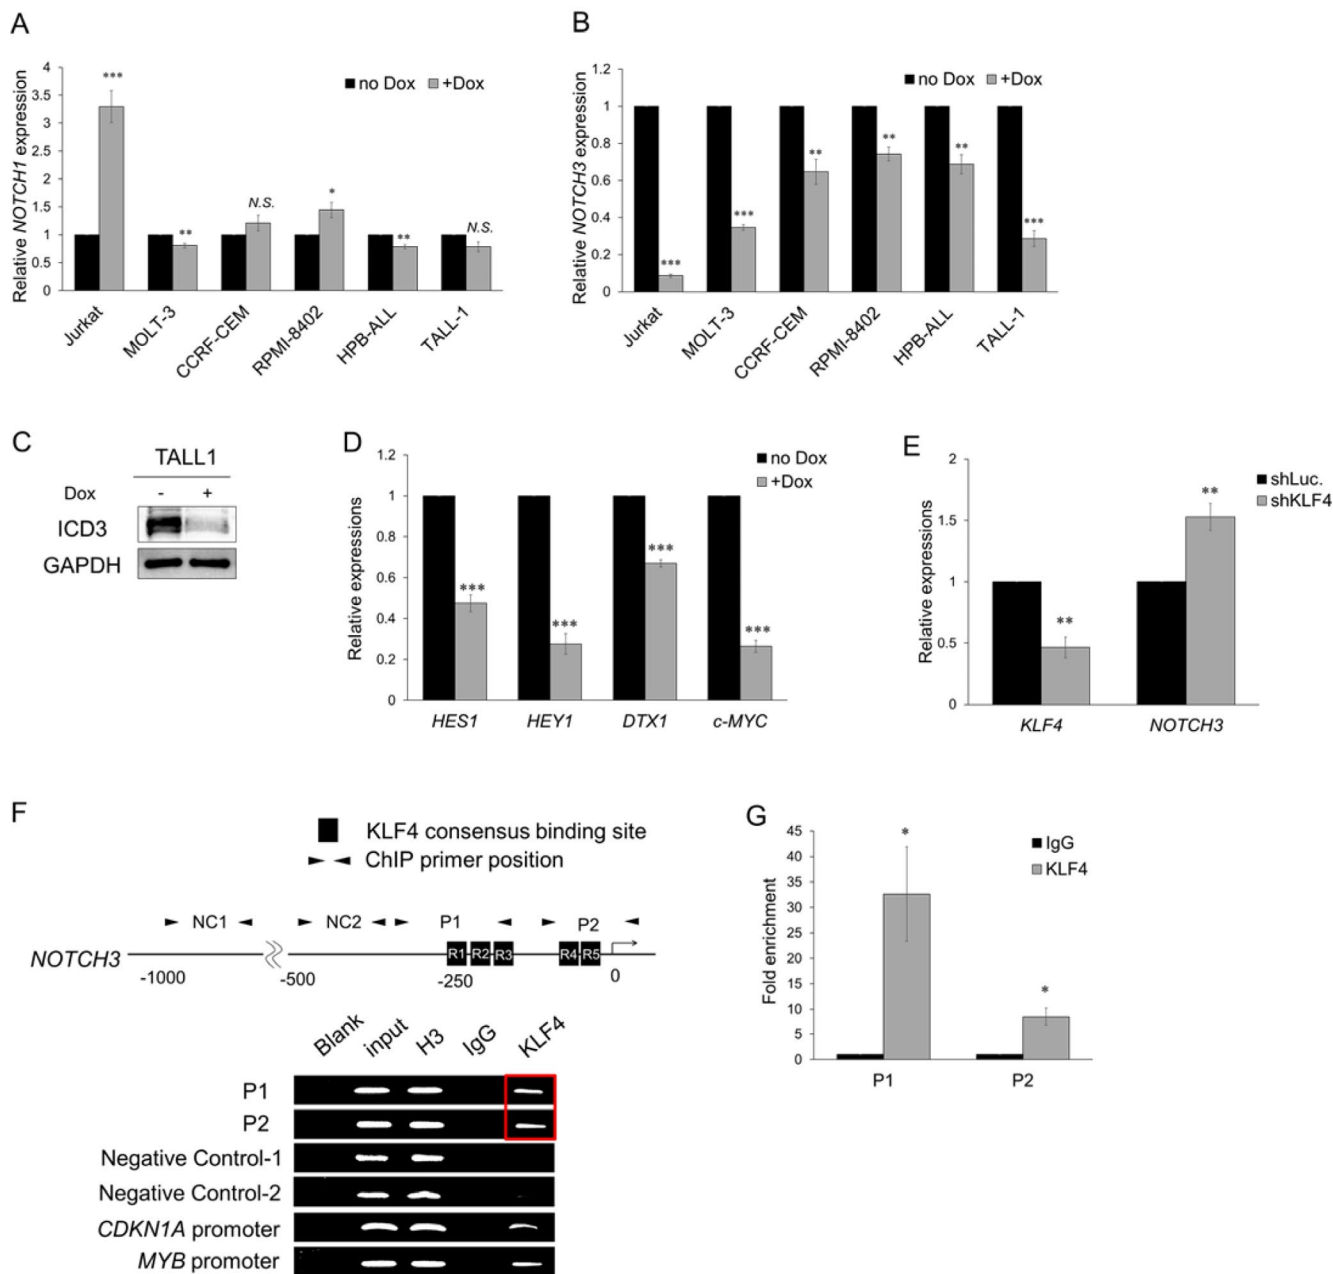 A
Relative NOTCH1 expression
4
3.5
3
2.5
2
1.5
1
0.5
0
no Dox +Dox
***
**
N.S.
*
**
N.S.
Jurkat
MOLT-3
CCRF-CEM
RPMI-8402
HPB-ALL
TALL-1
B
Relative NOTCH3 expression
1.2
1
0.8
0.6
0.4
0.2
0
no Dox +Dox
***
***
**
**
**
***
Jurkat
MOLT-3
CCRF-CEM
RPMI-8402
HPB-ALL
TALL-1
C
TALL1
Dox - +
ICD3
GAPDH
D
Relative expressions
1.2
1
0.8
0.6
0.4
0.2
0
no Dox
+Dox
***
***
***
***
HES1 HEY1 DTX1 c-MYC
E
Relative expressions
2
1.5
1
0.5
0
shLuc.
shKLF4
**
**
KLF4 NOTCH3
F
KLF4 consensus binding site
ChIP primer position
NC1 NC2 P1 P2
NOTCH3
R1 R2 R3 R4 R5
-1000 -500 -250 0
Blank input H3 IgG KLF4
P1
P2
Negative Control-1
Negative Control-2
CDKN1A promoter
MYB promoter
G
Fold enrichment
45
40
35
30
25
20
15
10
5
0
IgG
KLF4
*
*
P1 P2